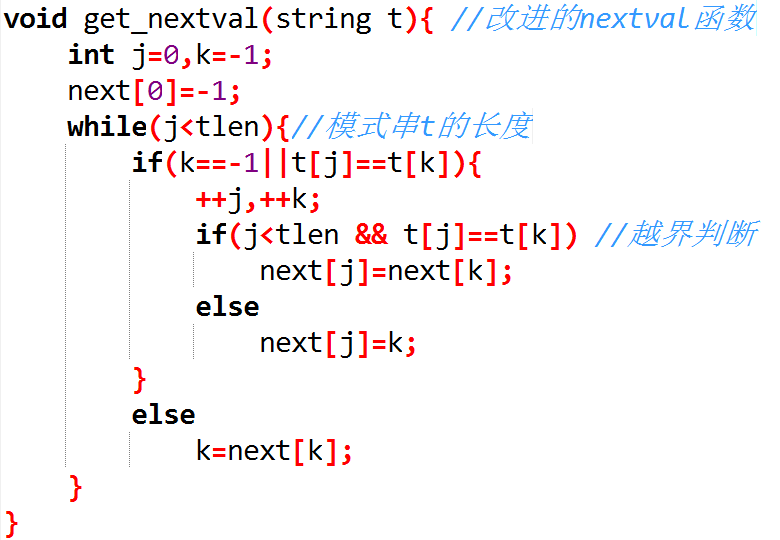 void get_nextval(string t){ //改进的nextval函数
    int j=0,k=-1;
    next[0]=-1;
    while(j<tlen){//模式串t的长度
        if(k==-1||t[j]==t[k]){
            ++j,++k;
            if(j<tlen && t[j]==t[k]) //越界判断
                next[j]=next[k];
            else
                next[j]=k;
        }
        else
            k=next[k];
    }
}